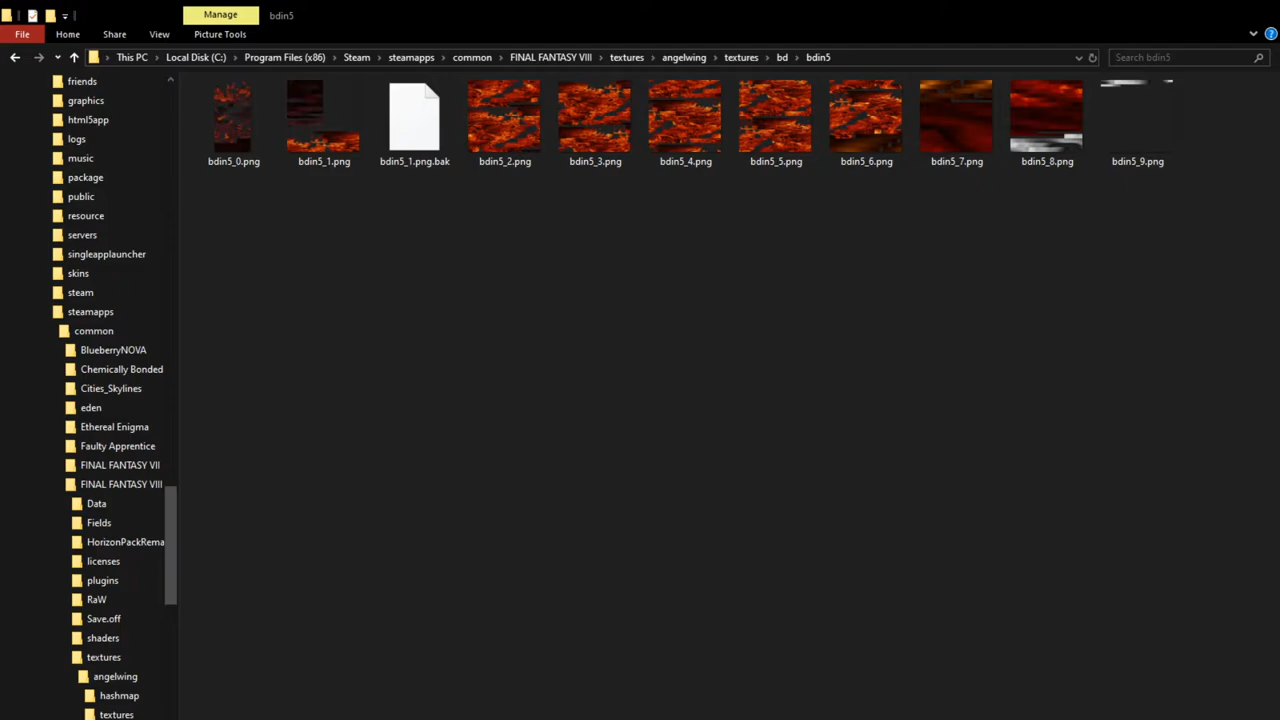 Manage
bdin5
File
Home
Share
View
Picture Tools
This PC
Local Disk (C:)
Program Files (x86)
Steam
steamapps
common
FINAL FANTASY VIII
textures
angelwing
textures
bd
bdin5
Search bdin5
friends
graphics
html5app
logs
music
package
public
resource
servers
singleapplauncher
skins
steam
steamapps
common
BlueberryNOVA
Chemically Bonded
Cities_Skylines
eden
Ethereal Enigma
Faulty Apprentice
FINAL FANTASY VII
FINAL FANTASY VIII
Data
Fields
HorizonPackRema
licenses
plugins
RaW
Save.off
shaders
textures
angelwing
hashmap
textures
bdin5_0.png
bdin5_1.png
bdin5_1.png.bak
bdin5_2.png
bdin5_3.png
bdin5_4.png
bdin5_5.png
bdin5_6.png
bdin5_7.png
bdin5_8.png
bdin5_9.png